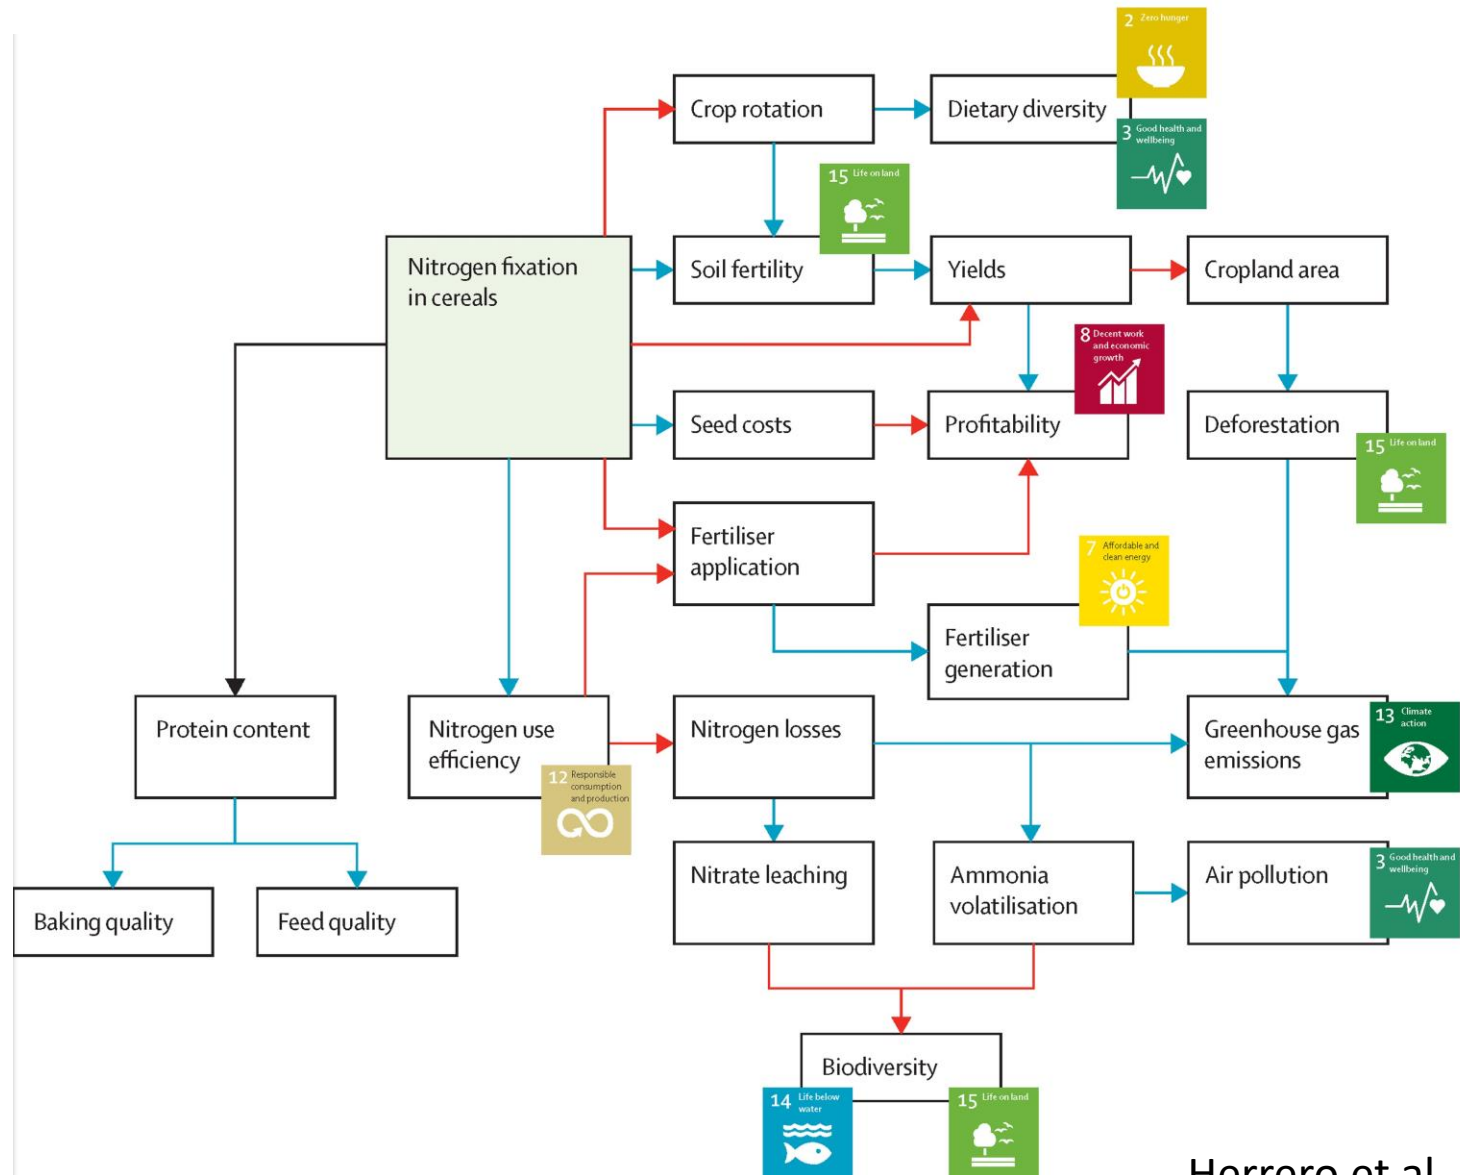 2 Zero hunger
Crop rotation
Dietary diversity
3 Good health and
wellbeing
15 Life on land
Nitrogen fixation
in cereals
Soil fertility
Yields
Cropland area
8 Decent work
and economic
growth
Seed costs
Profitability
Deforestation
15 Life on land
Fertiliser
application
7 Affordable and
clean energy
Fertiliser
generation
Protein content
Nitrogen use
efficiency
12 Responsible
consumption
and production
Nitrogen losses
Greenhouse gas
emissions
13 Climate
action
Nitrate leaching
Ammonia
volatilisation
Air pollution
3 Good health and
wellbeing
Baking quality
Feed quality
Biodiversity
14 Life below
water
15 Life on land
Herrero et al